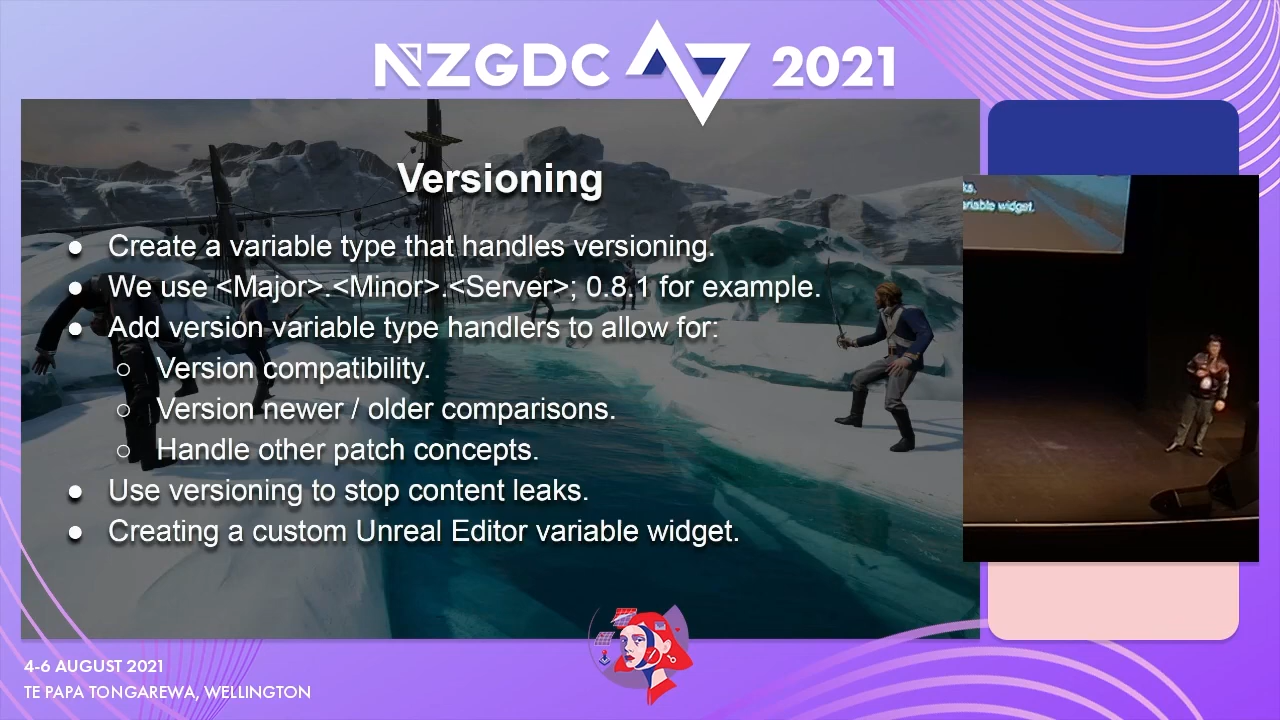 NZGDC 2021
Versioning
● Create a variable type that handles versioning.
● We use <Major>.<Minor>.<Server>; 0.8.1 for example.
● Add version variable type handlers to allow for:
○ Version compatibility.
○ Version newer / older comparisons.
○ Handle other patch concepts.
● Use versioning to stop content leaks.
● Creating a custom Unreal Editor variable widget.
ks.
ariable widget.
4-6 AUGUST 2021
TE PAPA TONGAREWA, WELLINGTON